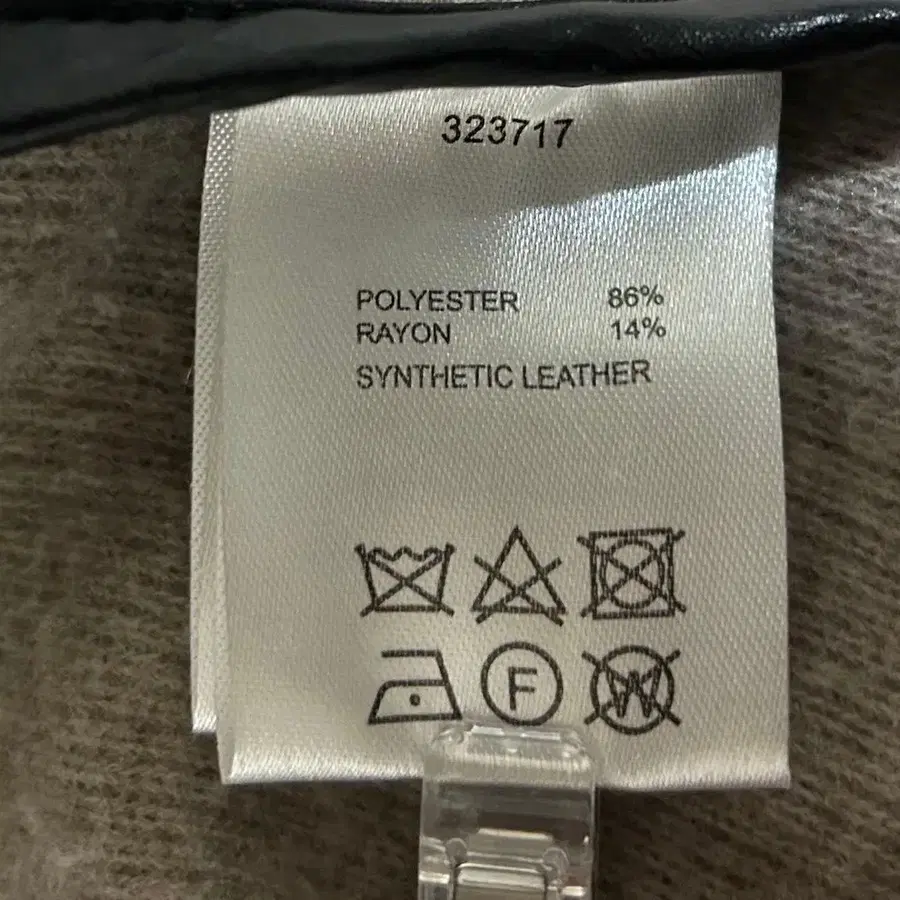 323717
POLYESTER 86%
RAYON 14%
SYNTHETIC LEATHER
F W